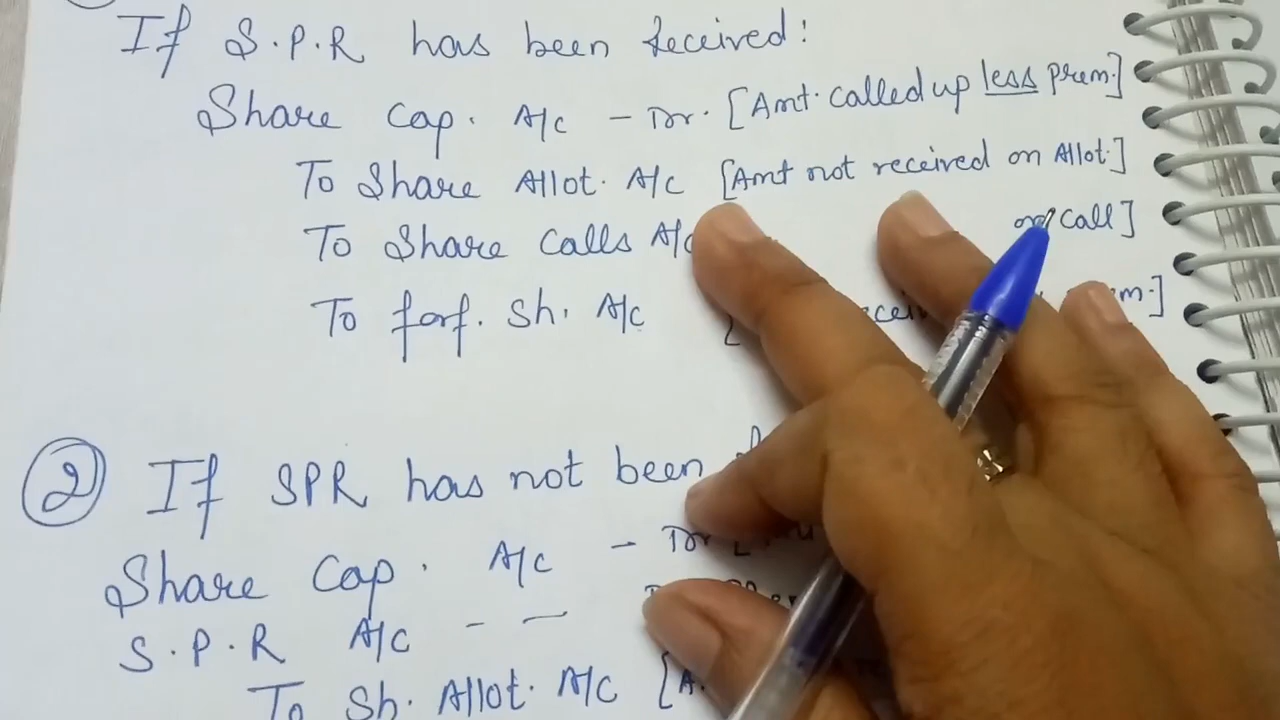 If S.P.R has been received:
Share Cap. A/c - Dr. [Amt. called up less prem.]
To Share Allot. A/c [Amt not received on Allot.]
To Share Calls A/c call]
To forf. Sh. A/c [
② If SPR has not been
Share Cap. A/c - Dr [
S.P.R A/c - -
To Sh. Allot. A/c [A